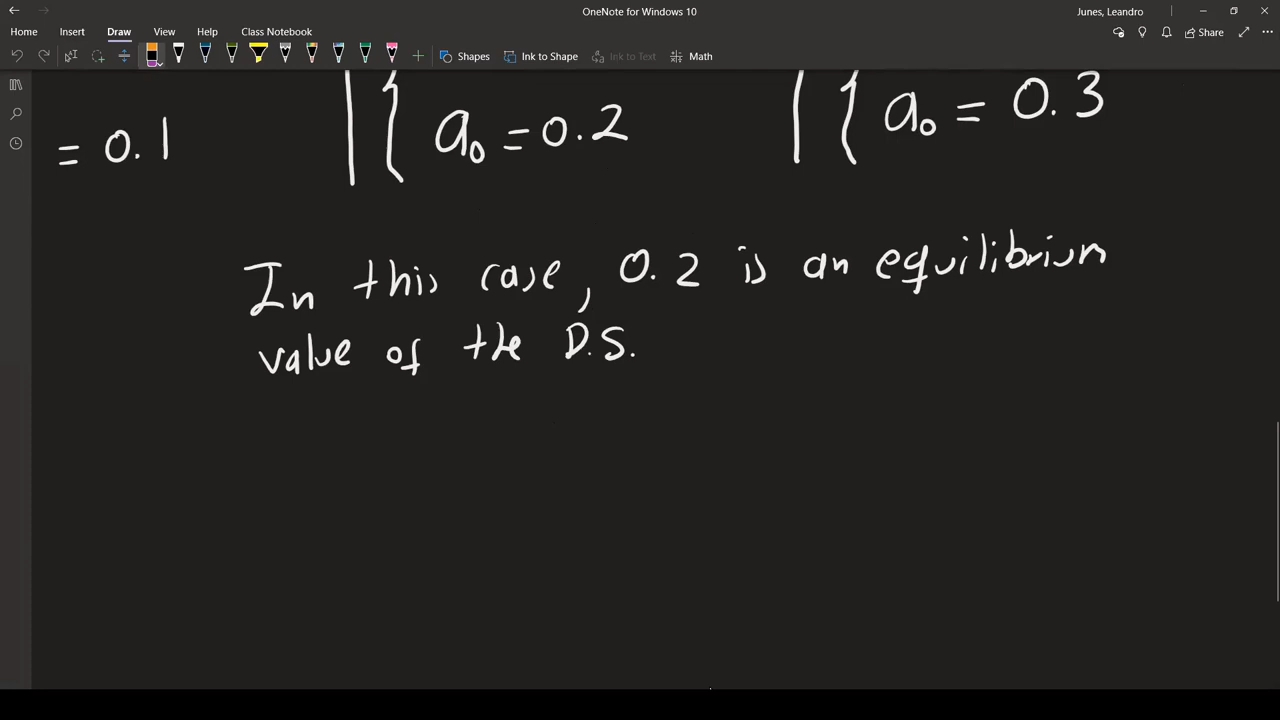 OneNote for Windows 10
Junes, Leandro
Home Insert Draw View Help Class Notebook
Share
Shapes Ink to Shape Ink to Text Math
= 0.1 a₀ = 0.2 a₀ = 0.3
In this case, 0.2 is an equilibrium
value of the D.S.